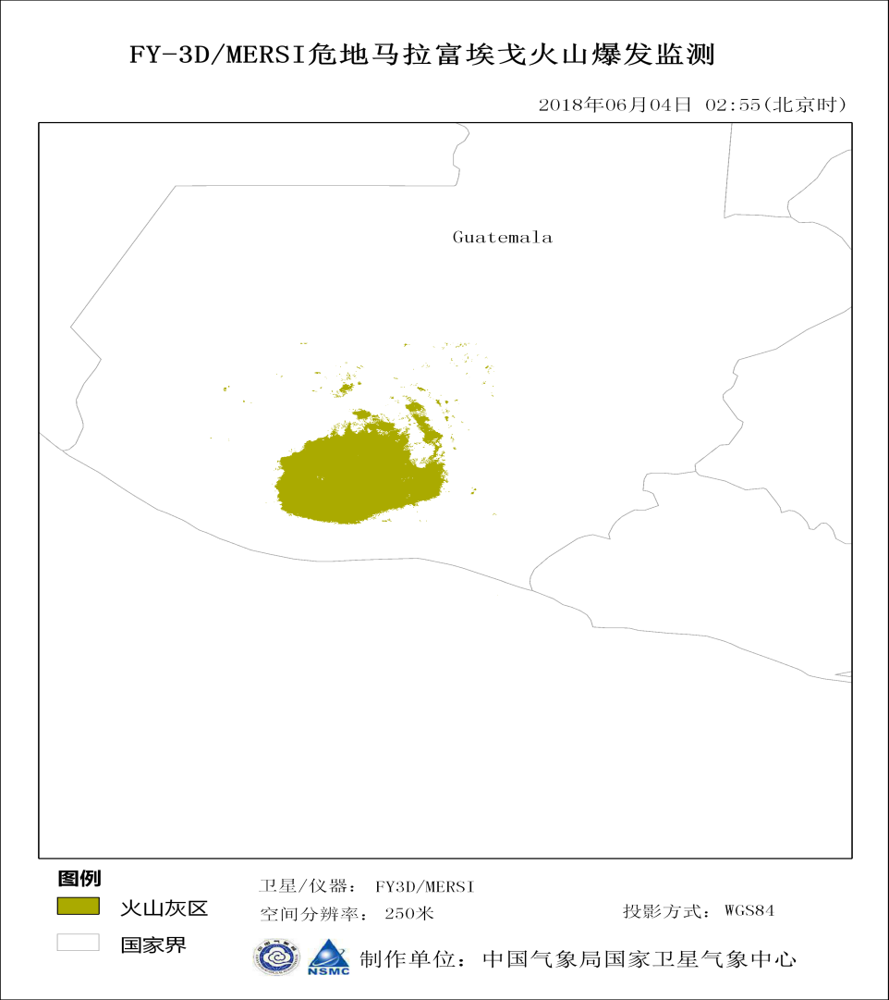 FY-3D/MERSI危地马拉富埃戈火山爆发监测
2018年06月04日 02:55(北京时)
Guatemala
图例
火山灰区
国家界
卫星/仪器: FY3D/MERSI
空间分辨率: 250米
投影方式: WGS84
NSMC
制作单位: 中国气象局国家卫星气象中心